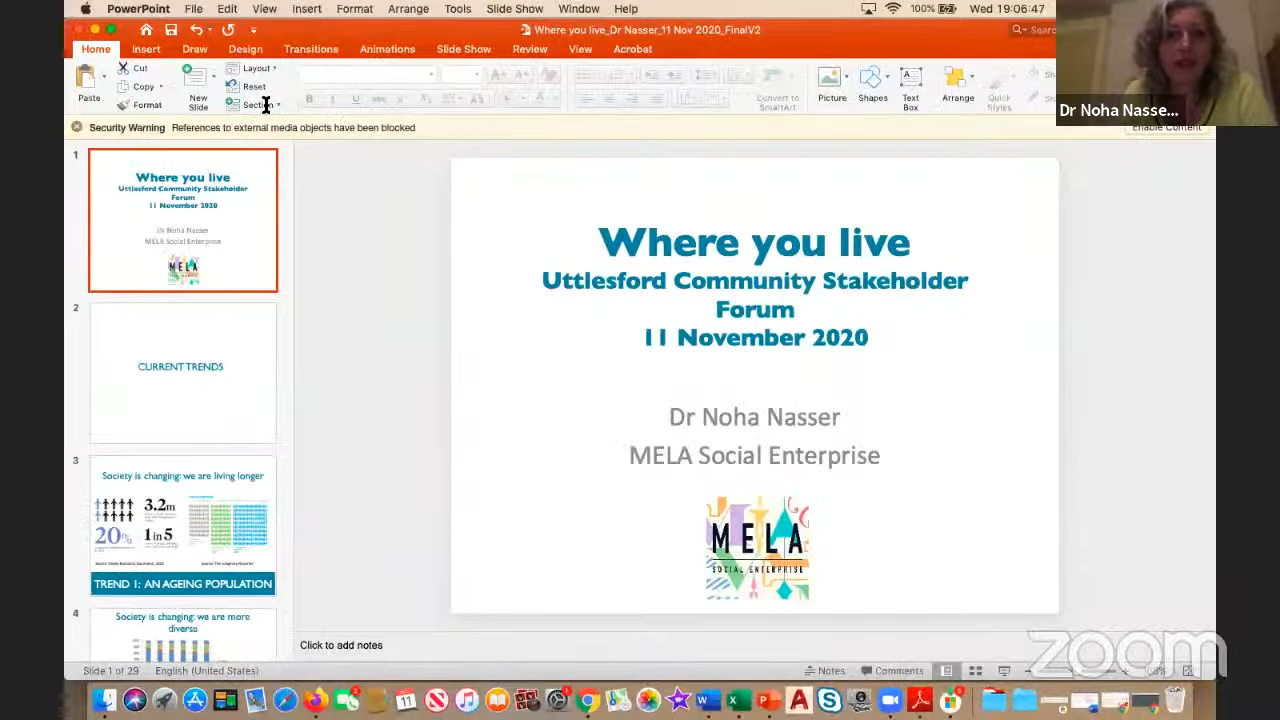 PowerPoint File Edit View Insert Format Arrange Tools Slide Show Window Help 100% Wed 19:06:47
Where you live_Dr Nasser_11 Nov 2020_FinalV2
Home Insert Draw Design Transitions Animations Slide Show Review View Acrobat
Paste
Cut
Copy
Format
New
Slide
Layout
Reset
Section
Convert to
SmartArt
Picture
Shapes
Text
Box
Arrange
Quick
Styles
Dr Noha Nasse...
Security Warning References to external media objects have been blocked
Enable Content
1
Where you live
Uttlesford Community Stakeholder
Forum
11 November 2020
Dr Noha Nasser
MELA Social Enterprise
MELA
2
CURRENT TRENDS
3
Society is changing: we are living longer
3.2m
20%
1 in 5
TREND 1: AN AGEING POPULATION
4
Society is changing: we are more
diverse
Where you live
Uttlesford Community Stakeholder
Forum
11 November 2020
Dr Noha Nasser
MELA Social Enterprise
MELA
SOCIAL ENTERPRISE
Click to add notes
Slide 1 of 29 English (United States)
Notes Comments
zoom